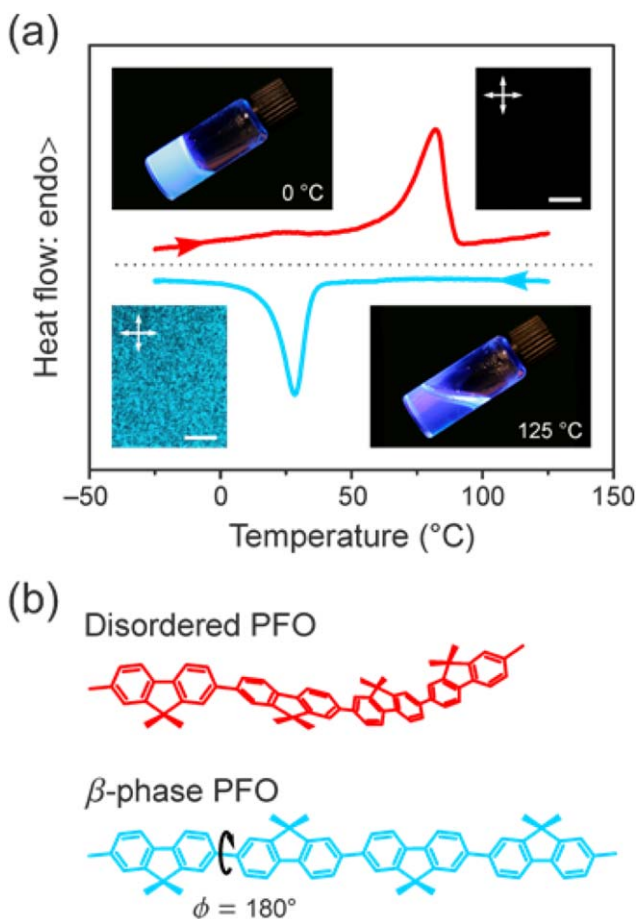 (a)
Heat flow: endo>
0 °C
125 °C
−50 0 50 100 150
Temperature (°C)
(b)
Disordered PFO
β-phase PFO
ϕ = 180°